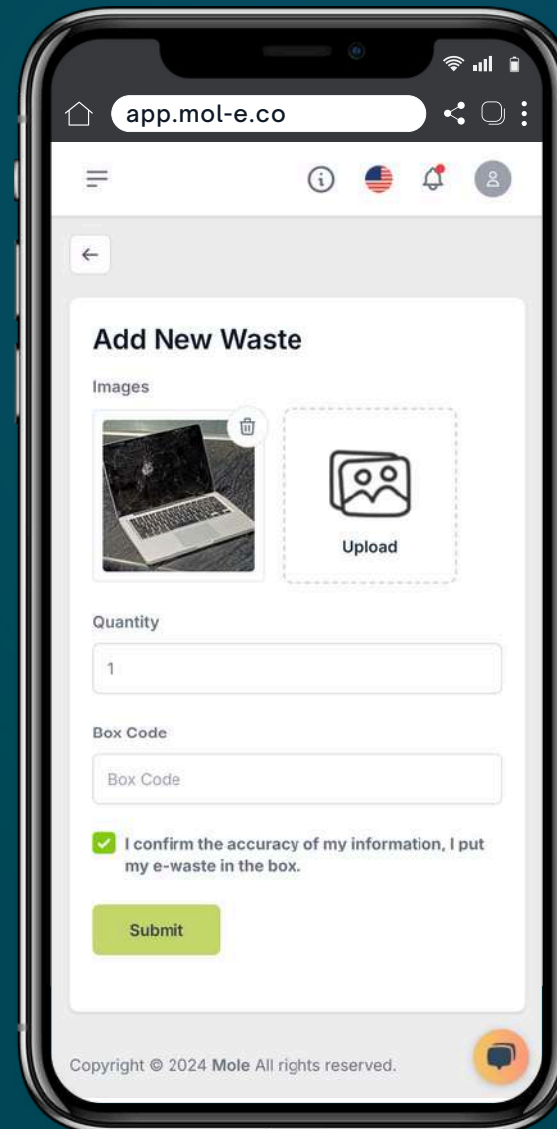 app.mol-e.co
Add New Waste
Images
Upload
Quantity
1
Box Code
Box Code
I confirm the accuracy of my information, I put
my e-waste in the box.
Submit
Copyright © 2024 Mole All rights reserved.